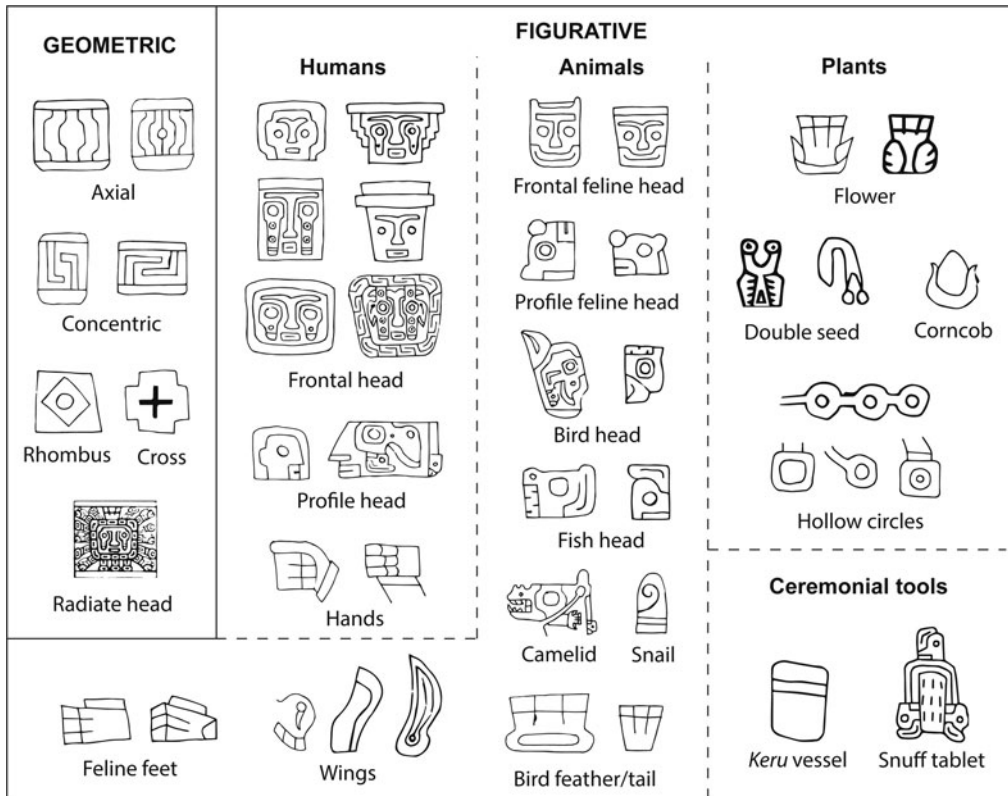 GEOMETRIC
Axial
Concentric
Rhombus
Cross
Radiate head
FIGURATIVE
Humans
Frontal head
Profile head
Hands
Animals
Frontal feline head
Profile feline head
Bird head
Fish head
Camelid
Snail
Feline feet
Wings
Bird feather/tail
Plants
Flower
Double seed
Corncob
Hollow circles
Ceremonial tools
Keru vessel
Snuff tablet